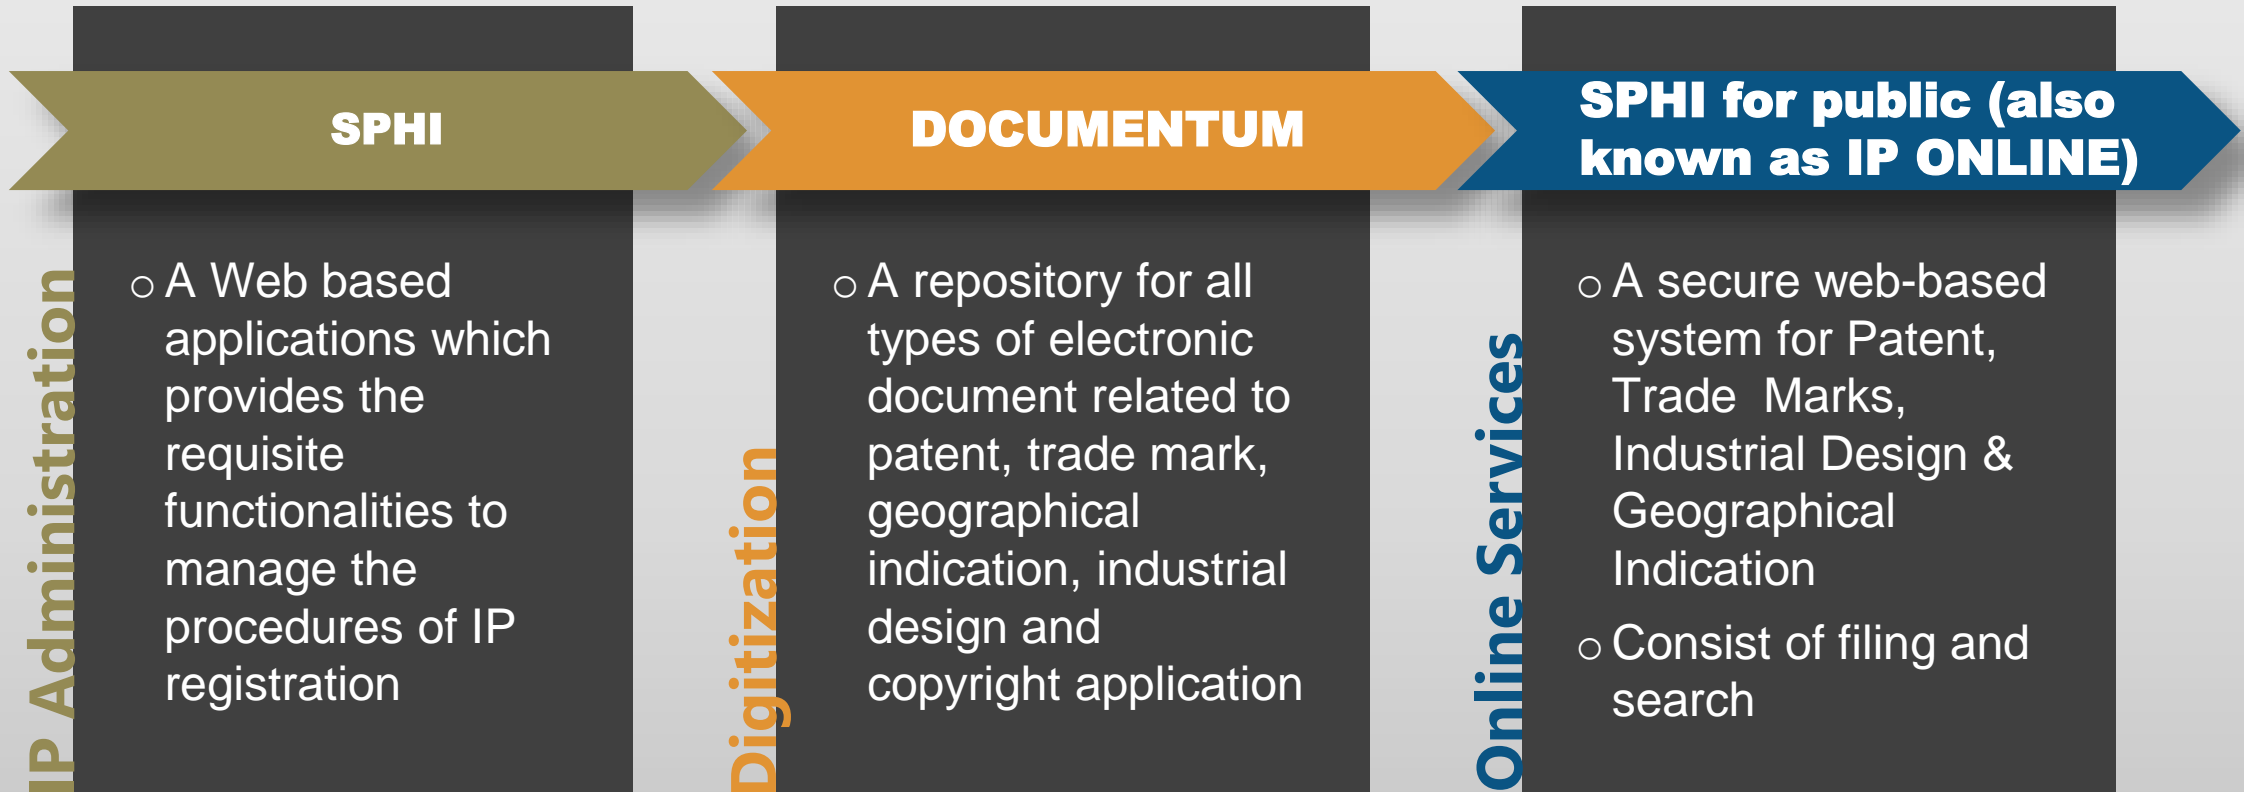 SPHI
IP Administration
○ A Web based
applications which
provides the
requisite
functionalities to
manage the
procedures of IP
registration
DOCUMENTUM
Digitization
○ A repository for all
types of electronic
document related to
patent, trade mark,
geographical
indication, industrial
design and
copyright application
SPHI for public (also
known as IP ONLINE)
Online Services
○ A secure web-based
system for Patent,
Trade  Marks,
Industrial Design &
Geographical
Indication
○ Consist of filing and
search